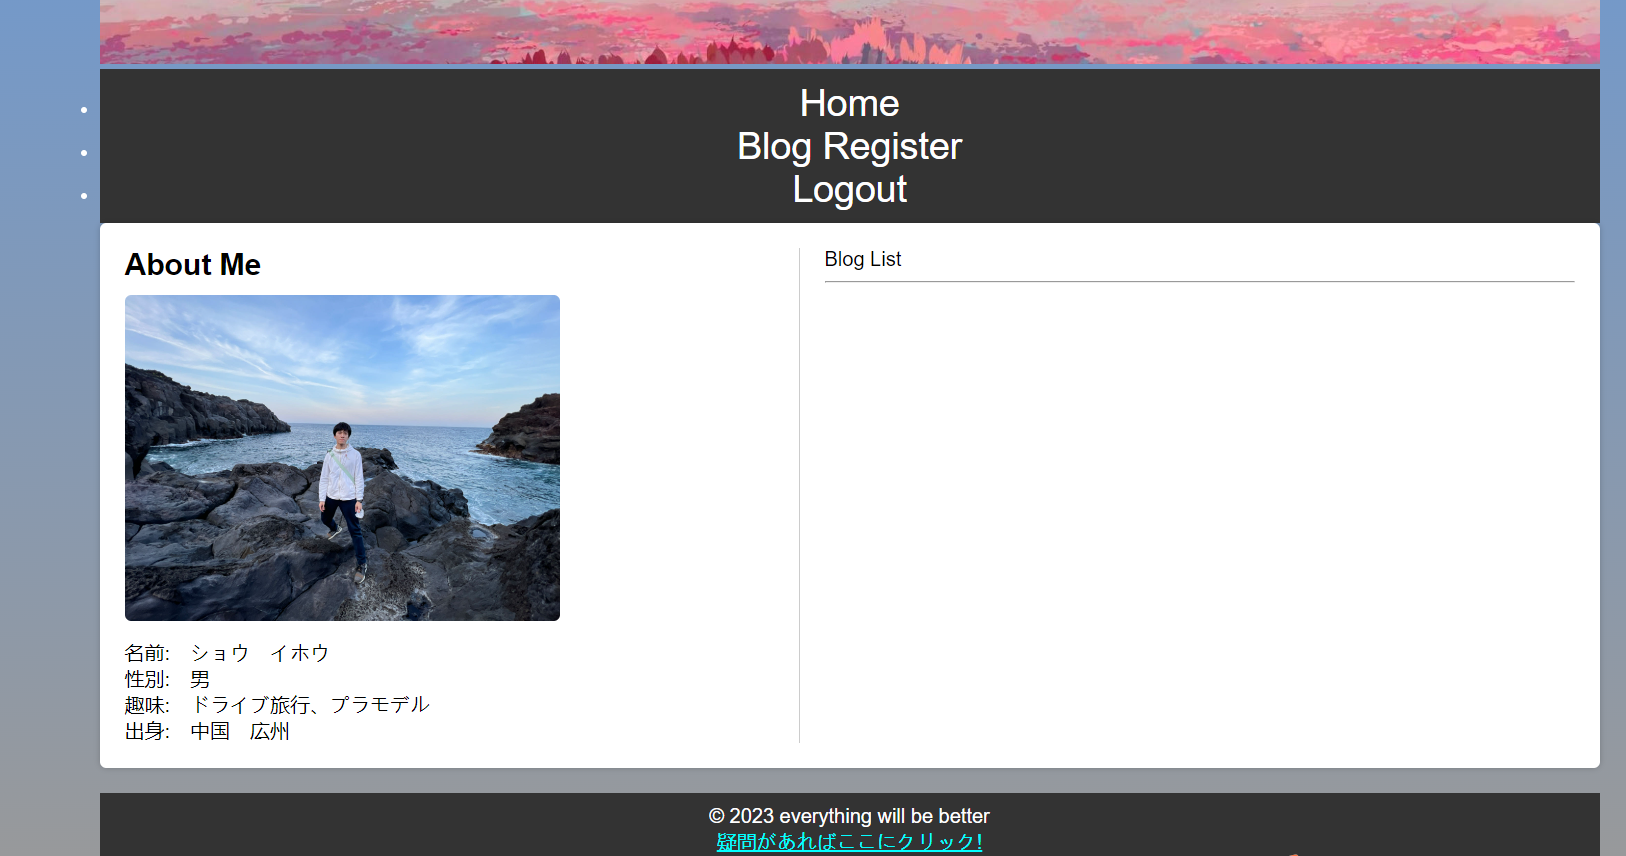 Home
Blog Register
Logout
About Me
名前:　ショウ　イホウ
性別:　男
趣味:　ドライブ旅行、プラモデル
出身:　中国　広州
Blog List
© 2023 everything will be better
疑問があればここにクリック!